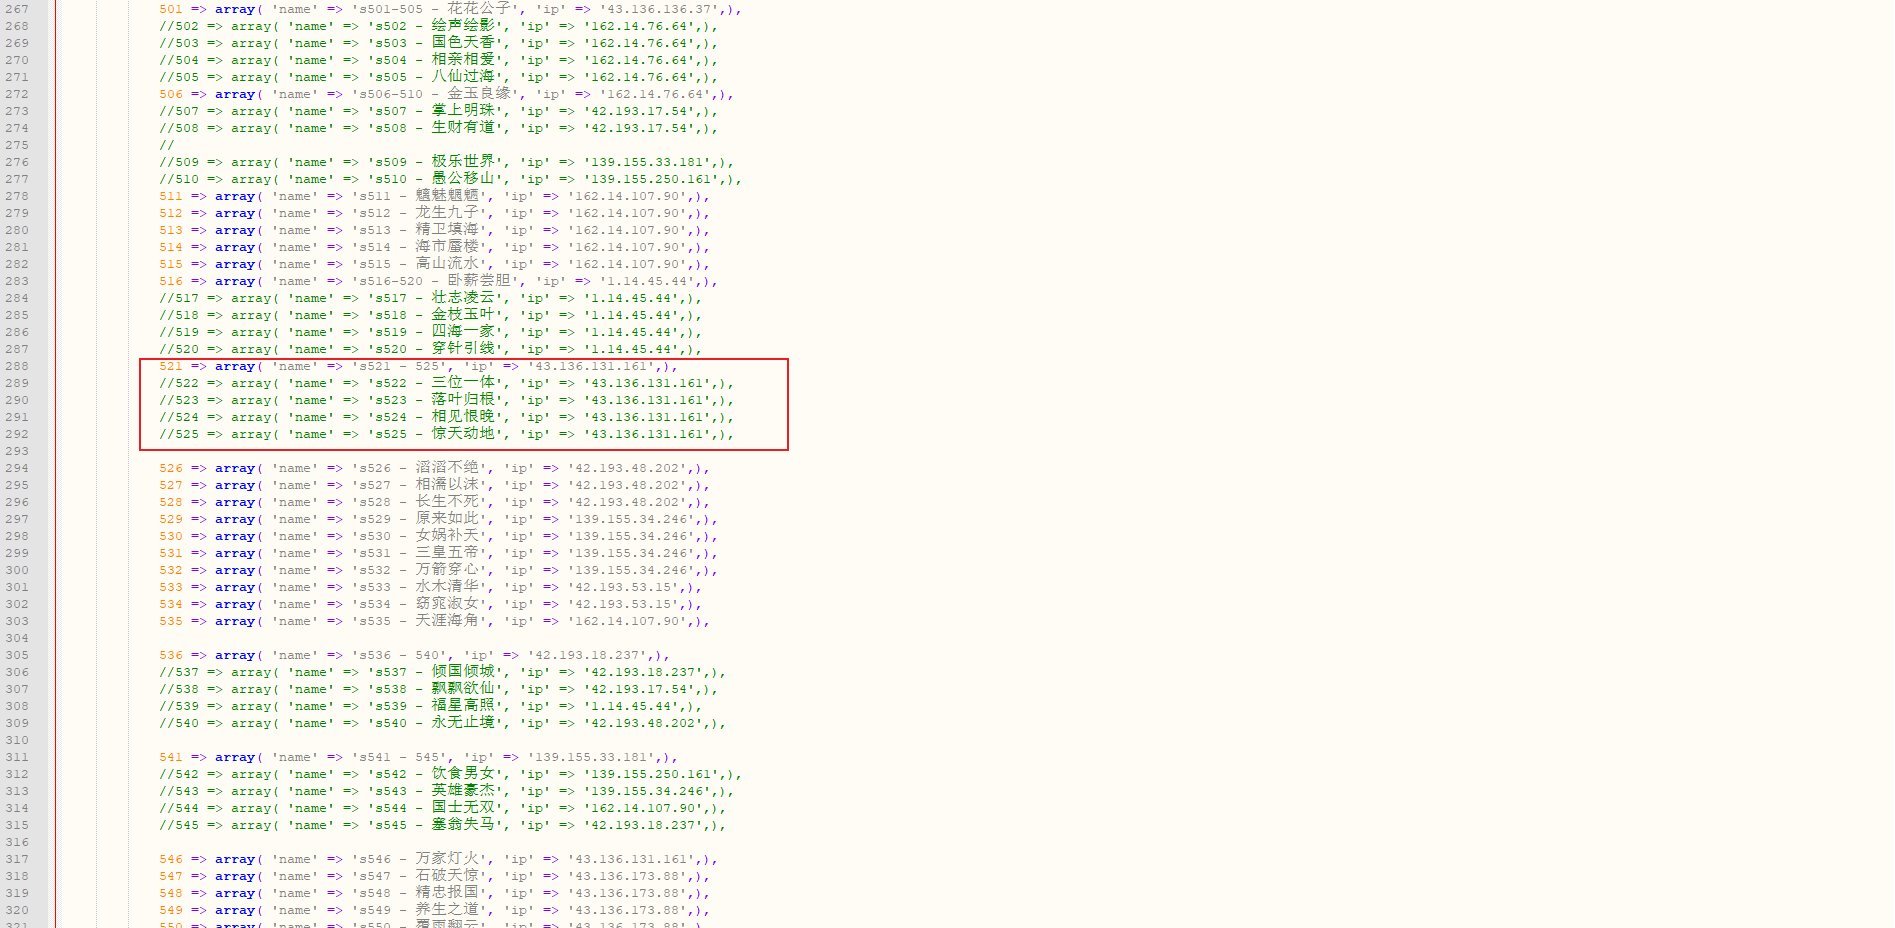 267 501 => array( 'name' => 's501-505 - 花花公子', 'ip' => '43.136.136.37',),
268 //502 => array( 'name' => 's502 - 绘声绘影', 'ip' => '162.14.76.64',),
269 //503 => array( 'name' => 's503 - 国色天香', 'ip' => '162.14.76.64',),
270 //504 => array( 'name' => 's504 - 相亲相爱', 'ip' => '162.14.76.64',),
271 //505 => array( 'name' => 's505 - 八仙过海', 'ip' => '162.14.76.64',),
272 506 => array( 'name' => 's506-510 - 金玉良缘', 'ip' => '162.14.76.64',),
273 //507 => array( 'name' => 's507 - 掌上明珠', 'ip' => '42.193.17.54',),
274 //508 => array( 'name' => 's508 - 生财有道', 'ip' => '42.193.17.54',),
275 //
276 //509 => array( 'name' => 's509 - 极乐世界', 'ip' => '139.155.33.181',),
277 //510 => array( 'name' => 's510 - 愚公移山', 'ip' => '139.155.250.161',),
278 511 => array( 'name' => 's511 - 魑魅魍魉', 'ip' => '162.14.107.90',),
279 512 => array( 'name' => 's512 - 龙生九子', 'ip' => '162.14.107.90',),
280 513 => array( 'name' => 's513 - 精卫填海', 'ip' => '162.14.107.90',),
281 514 => array( 'name' => 's514 - 海市蜃楼', 'ip' => '162.14.107.90',),
282 515 => array( 'name' => 's515 - 高山流水', 'ip' => '162.14.107.90',),
283 516 => array( 'name' => 's516-520 - 卧薪尝胆', 'ip' => '1.14.45.44',),
284 //517 => array( 'name' => 's517 - 壮志凌云', 'ip' => '1.14.45.44',),
285 //518 => array( 'name' => 's518 - 金枝玉叶', 'ip' => '1.14.45.44',),
286 //519 => array( 'name' => 's519 - 四海一家', 'ip' => '1.14.45.44',),
287 //520 => array( 'name' => 's520 - 穿针引线', 'ip' => '1.14.45.44',),
288 521 => array( 'name' => 's521 - 525', 'ip' => '43.136.131.161',),
289 //522 => array( 'name' => 's522 - 三位一体', 'ip' => '43.136.131.161',),
290 //523 => array( 'name' => 's523 - 落叶归根', 'ip' => '43.136.131.161',),
291 //524 => array( 'name' => 's524 - 相见恨晚', 'ip' => '43.136.131.161',),
292 //525 => array( 'name' => 's525 - 惊天动地', 'ip' => '43.136.131.161',),
293
294 526 => array( 'name' => 's526 - 滔滔不绝', 'ip' => '42.193.48.202',),
295 527 => array( 'name' => 's527 - 相濡以沫', 'ip' => '42.193.48.202',),
296 528 => array( 'name' => 's528 - 长生不死', 'ip' => '42.193.48.202',),
297 529 => array( 'name' => 's529 - 原来如此', 'ip' => '139.155.34.246',),
298 530 => array( 'name' => 's530 - 女娲补天', 'ip' => '139.155.34.246',),
299 531 => array( 'name' => 's531 - 三皇五帝', 'ip' => '139.155.34.246',),
300 532 => array( 'name' => 's532 - 万箭穿心', 'ip' => '139.155.34.246',),
301 533 => array( 'name' => 's533 - 水木清华', 'ip' => '42.193.53.15',),
302 534 => array( 'name' => 's534 - 窈窕淑女', 'ip' => '42.193.53.15',),
303 535 => array( 'name' => 's535 - 天涯海角', 'ip' => '162.14.107.90',),
304
305 536 => array( 'name' => 's536 - 540', 'ip' => '42.193.18.237',),
306 //537 => array( 'name' => 's537 - 倾国倾城', 'ip' => '42.193.18.237',),
307 //538 => array( 'name' => 's538 - 飘飘欲仙', 'ip' => '42.193.17.54',),
308 //539 => array( 'name' => 's539 - 福星高照', 'ip' => '1.14.45.44',),
309 //540 => array( 'name' => 's540 - 永无止境', 'ip' => '42.193.48.202',),
310
311 541 => array( 'name' => 's541 - 545', 'ip' => '139.155.33.181',),
312 //542 => array( 'name' => 's542 - 饮食男女', 'ip' => '139.155.250.161',),
313 //543 => array( 'name' => 's543 - 英雄豪杰', 'ip' => '139.155.34.246',),
314 //544 => array( 'name' => 's544 - 国士无双', 'ip' => '162.14.107.90',),
315 //545 => array( 'name' => 's545 - 塞翁失马', 'ip' => '42.193.18.237',),
316
317 546 => array( 'name' => 's546 - 万家灯火', 'ip' => '43.136.131.161',),
318 547 => array( 'name' => 's547 - 石破天惊', 'ip' => '43.136.173.88',),
319 548 => array( 'name' => 's548 - 精忠报国', 'ip' => '43.136.173.88',),
320 549 => array( 'name' => 's549 - 养生之道', 'ip' => '43.136.173.88',),
321 550 => array( 'name' => 's550 - 覆雨翻云', 'ip' => '43.136.173.88',),